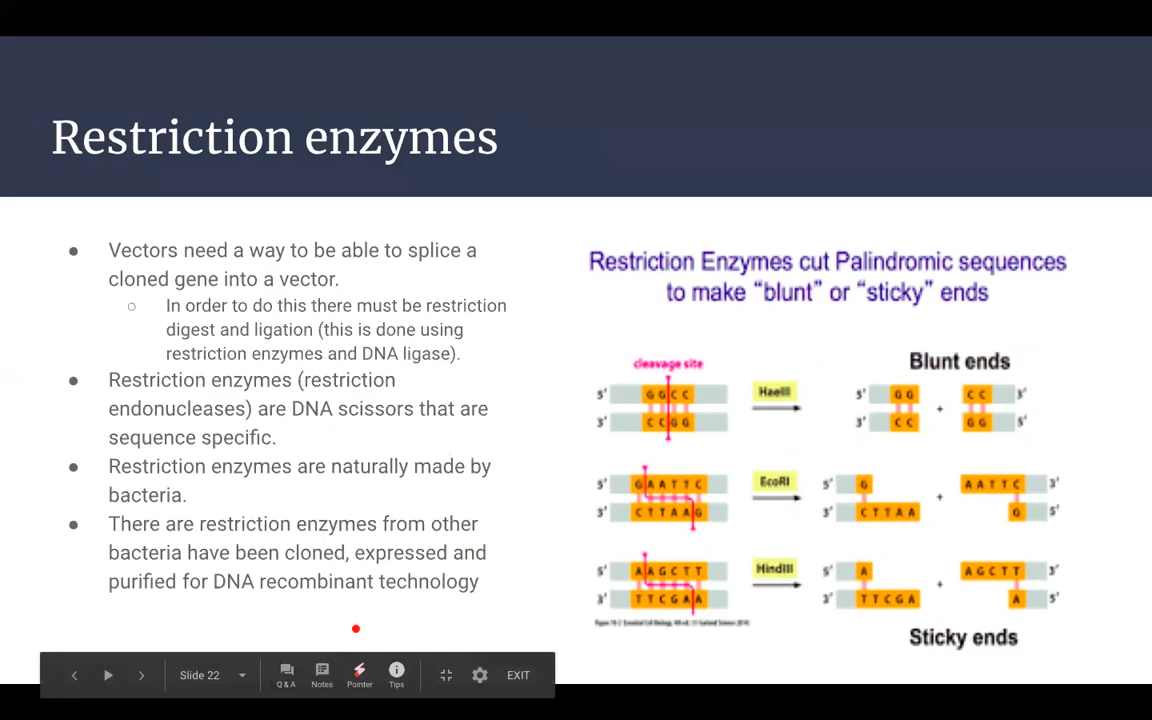 Restriction enzymes
● Vectors need a way to be able to splice a
cloned gene into a vector.
○ In order to do this there must be restriction
digest and ligation (this is done using
restriction enzymes and DNA ligase).
● Restriction enzymes (restriction
endonucleases) are DNA scissors that are
sequence specific.
● Restriction enzymes are naturally made by
bacteria.
● There are restriction enzymes from other
bacteria have been cloned, expressed and
purified for DNA recombinant technology
Restriction Enzymes cut Palindromic sequences
to make “blunt” or “sticky” ends
cleavage site
Blunt ends
5' G G C C HaeIII 5' G G + C C 3'
3' C C G G 3' C C G G 5'
5' G A A T T C EcoRI 5' G + A A T T C 3'
3' C T T A A G 3' C T T A A G 5'
5' A A G C T T HindIII 5' A + A G C T T 3'
3' T T C G A A 3' T T C G A A 5'
Sticky ends
Slide 22 Q & A Notes Pointer Tips EXIT